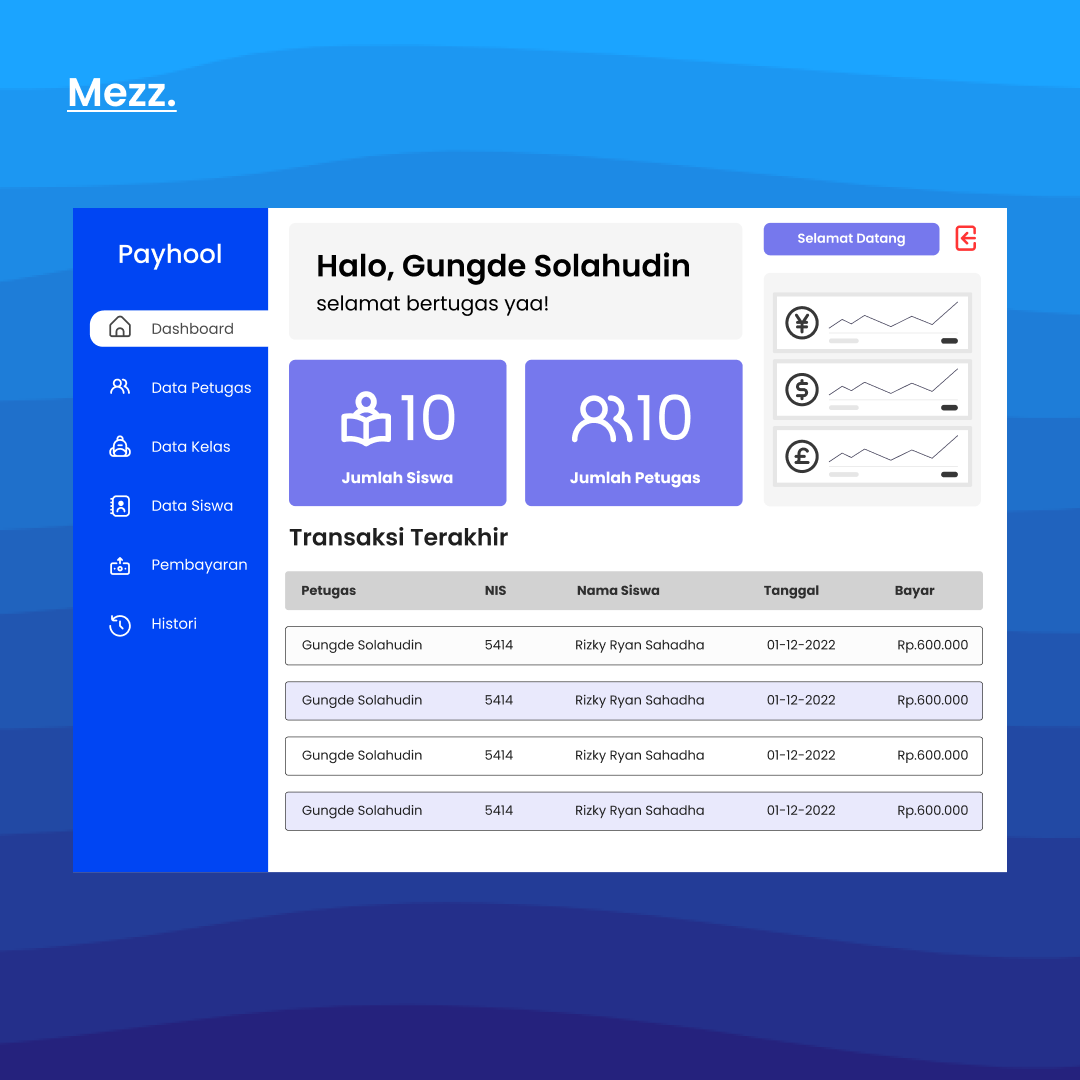 Mezz.
Payhool
Dashboard
Data Petugas
Data Kelas
Data Siswa
Pembayaran
Histori
Halo, Gungde Solahudin
selamat bertugas yaa!
Selamat Datang
¥
$
£
10
Jumlah Siswa
10
Jumlah Petugas
Transaksi Terakhir
Petugas NIS Nama Siswa Tanggal Bayar
Gungde Solahudin 5414 Rizky Ryan Sahadha 01-12-2022 Rp.600.000
Gungde Solahudin 5414 Rizky Ryan Sahadha 01-12-2022 Rp.600.000
Gungde Solahudin 5414 Rizky Ryan Sahadha 01-12-2022 Rp.600.000
Gungde Solahudin 5414 Rizky Ryan Sahadha 01-12-2022 Rp.600.000